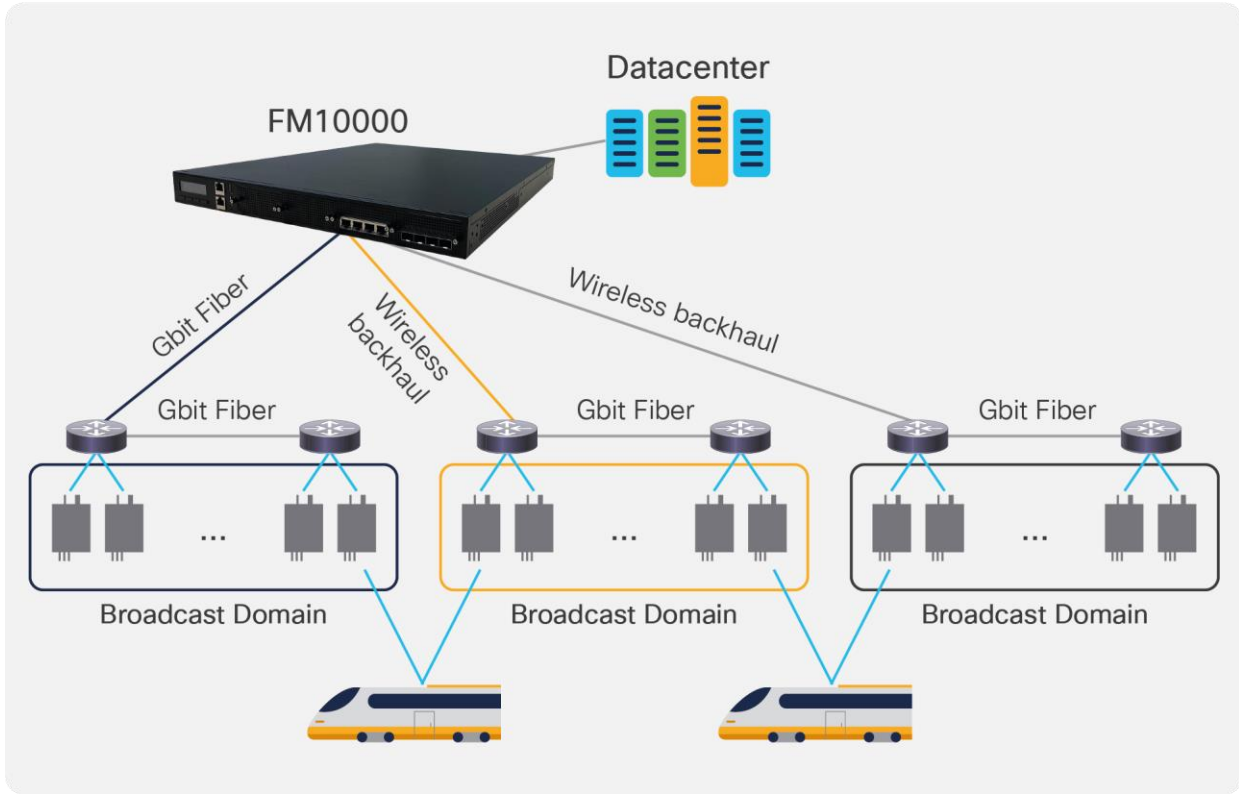 Datacenter
FM10000
Gbit Fiber
Wireless
backhaul
Wireless backhaul
Gbit Fiber
Gbit Fiber
Gbit Fiber
...
...
...
Broadcast Domain
Broadcast Domain
Broadcast Domain